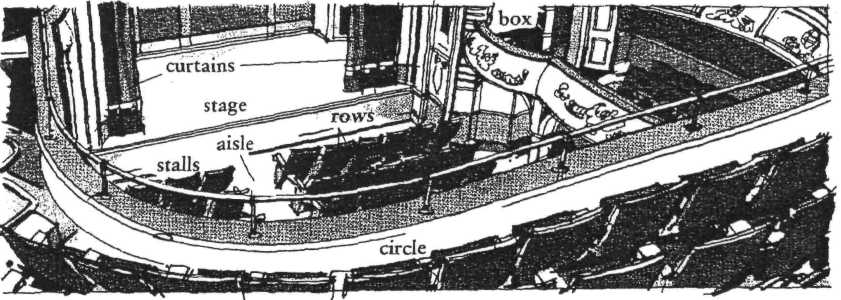 box
curtains
stage
rows
aisle
stalls
circle